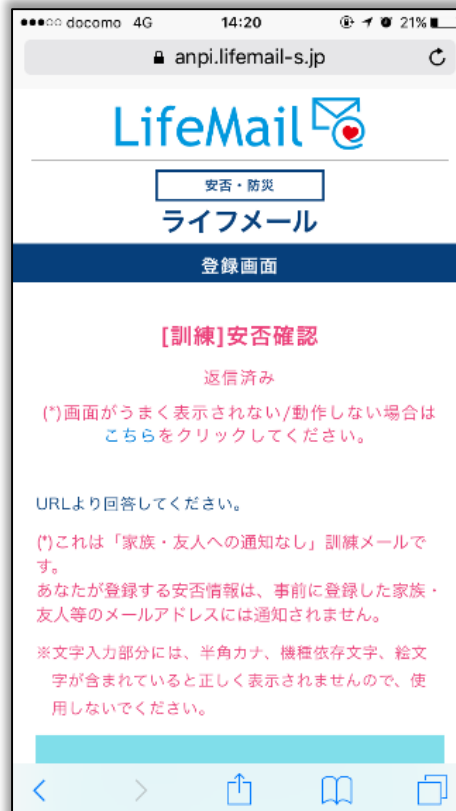 docomo 4G 14:20 21%
anpi.lifemail-s.jp
LifeMail
安否・防災
ライフメール
登録画面
[訓練]安否確認
返信済み
(*)画面がうまく表示されない/動作しない場合は
こちらをクリックしてください。
URLより回答してください。
(*)これは「家族・友人への通知なし」訓練メールで
す。
あなたが登録する安否情報は、事前に登録した家族・
友人等のメールアドレスには通知されません。
※文字入力部分には、半角カナ、機種依存文字、絵文
字が含まれていると正しく表示されませんので、使
用しないでください。